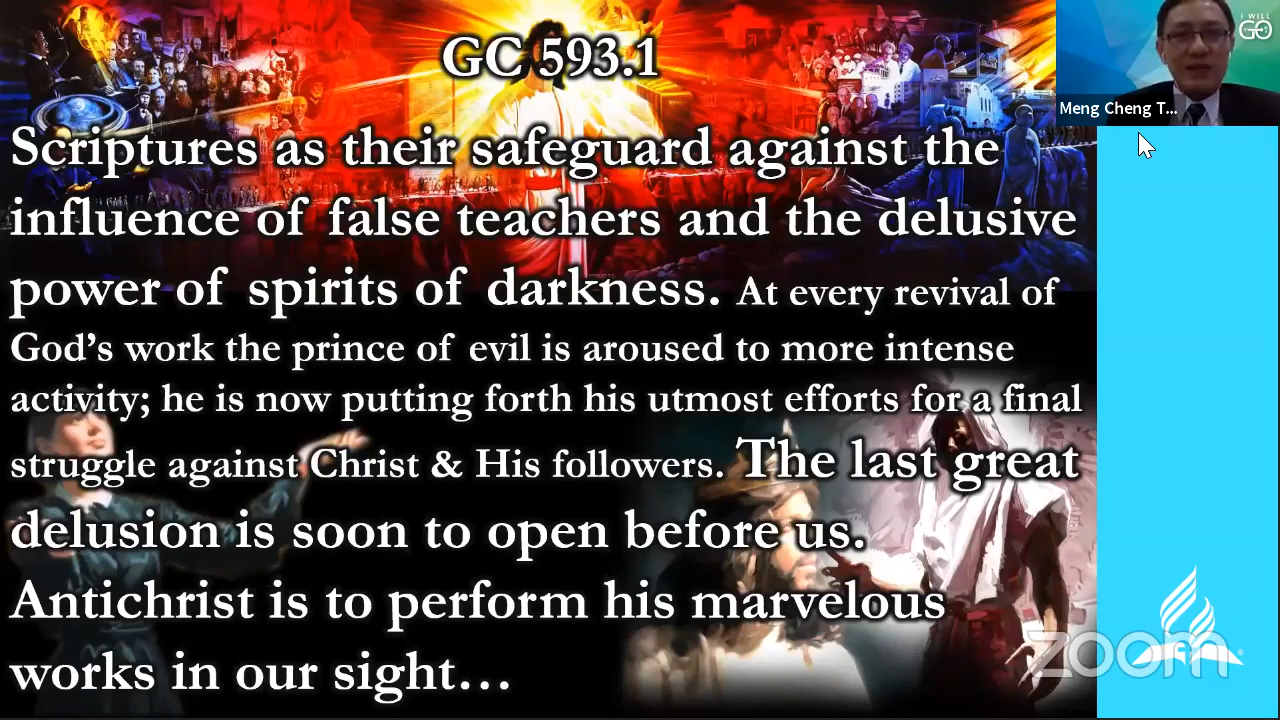 GC 593.1
I WILL
GO
Meng Cheng T...
Scriptures as their safeguard against the
influence of false teachers and the delusive
power of spirits of darkness. At every revival of
God’s work the prince of evil is aroused to more intense
activity; he is now putting forth his utmost efforts for a final
struggle against Christ & His followers. The last great
delusion is soon to open before us.
Antichrist is to perform his marvelous
works in our sight…
zoom